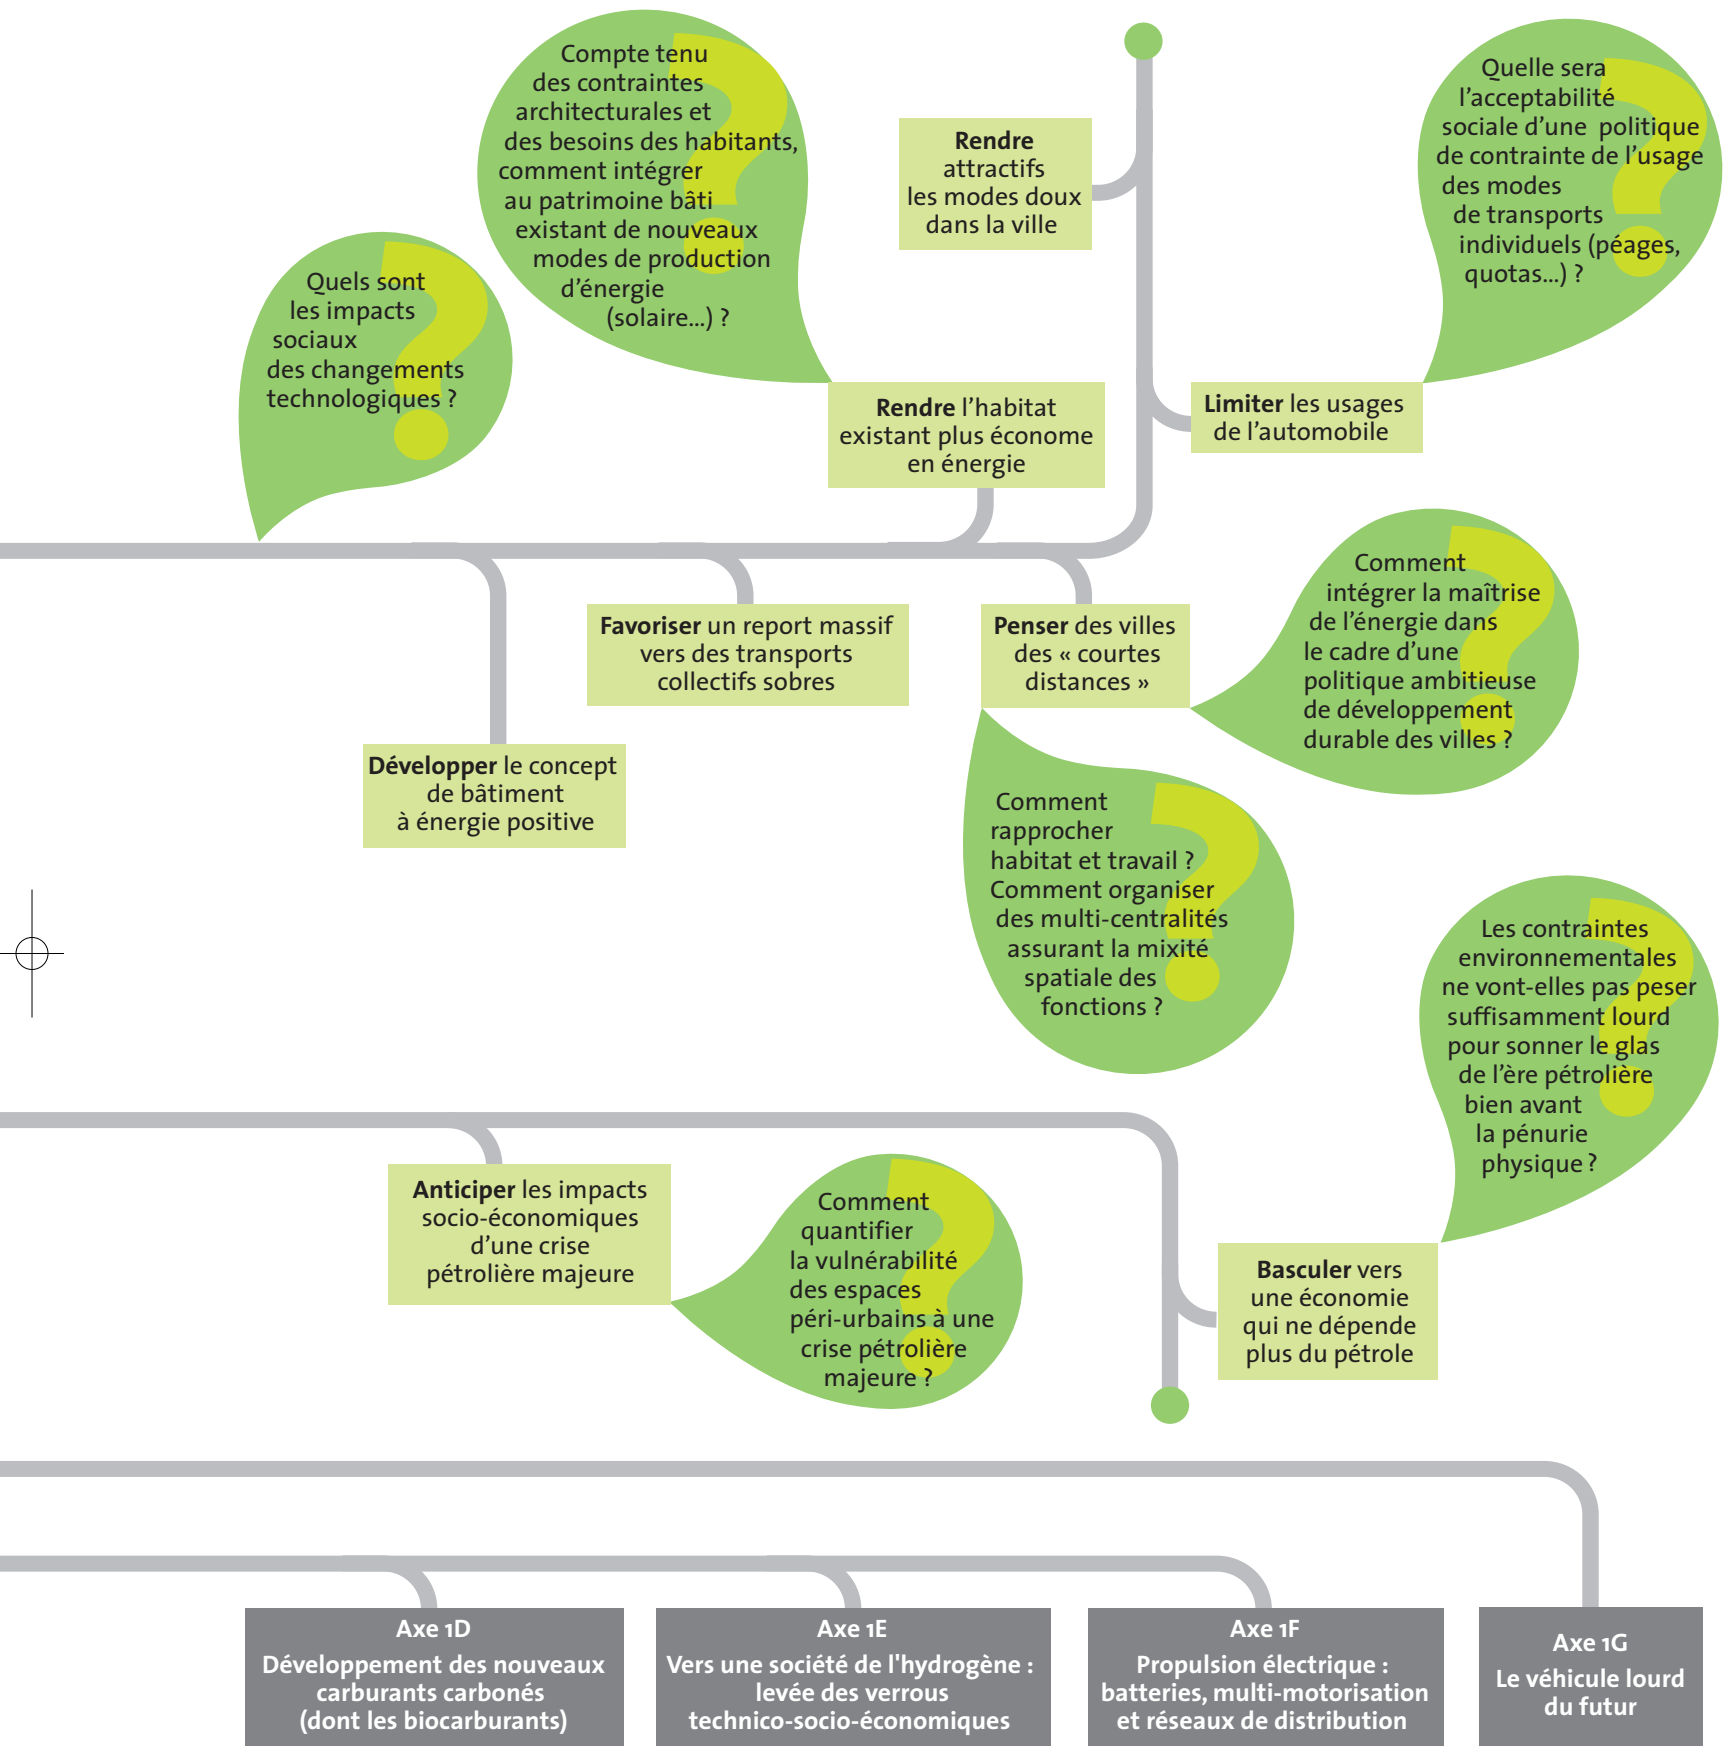 Compte tenu
des contraintes
architecturales et
des besoins des habitants,
comment intégrer
au patrimoine bâti
existant de nouveaux
modes de production
d’énergie
(solaire...) ?
Rendre
attractifs
les modes doux
dans la ville
Quelle sera
l’acceptabilité
sociale d’une politique
de contrainte de l’usage
des modes
de transports
individuels (péages,
quotas...) ?
Quels sont
les impacts
sociaux
des changements
technologiques ?
Rendre l’habitat
existant plus économe
en énergie
Limiter les usages
de l’automobile
Favoriser un report massif
vers des transports
collectifs sobres
Penser des villes
des « courtes
distances »
Comment
intégrer la maîtrise
de l’énergie dans
le cadre d’une
politique ambitieuse
de développement
durable des villes ?
Développer le concept
de bâtiment
à énergie positive
Comment
rapprocher
habitat et travail ?
Comment organiser
des multi-centralités
assurant la mixité
spatiale des
fonctions ?
Les contraintes
environnementales
ne vont-elles pas peser
suffisamment lourd
pour sonner le glas
de l’ère pétrolière
bien avant
la pénurie
physique ?
Anticiper les impacts
socio-économiques
d’une crise
pétrolière majeure
Comment
quantifier
la vulnérabilité
des espaces
péri-urbains à une
crise pétrolière
majeure ?
Basculer vers
une économie
qui ne dépende
plus du pétrole
Axe 1D
Développement des nouveaux
carburants carbonés
(dont les biocarburants)
Axe 1E
Vers une société de l'hydrogène :
levée des verrous
technico-socio-économiques
Axe 1F
Propulsion électrique :
batteries, multi-motorisation
et réseaux de distribution
Axe 1G
Le véhicule lourd
du futur